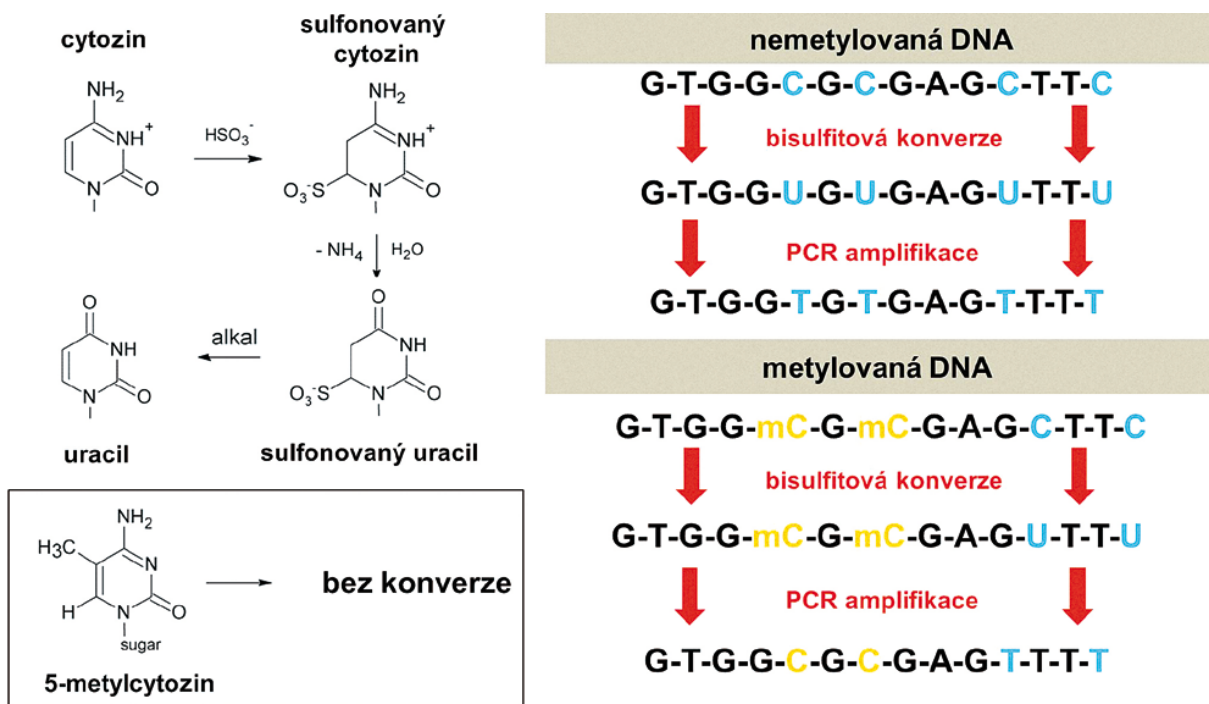 cytozin
sulfonovaný
cytozin
NH2
NH+
N
O
HSO3-
NH2
NH+
O3-S
N
O
- NH4
H2O
O
NH
N
O
alkal
O
NH
O3-S
N
O
uracil
sulfonovaný uracil
NH2
H3C
N
H
N
O
sugar
bez konverze
5-metylcytozin
nemetylovaná DNA
G-T-G-G-C-G-C-G-A-G-C-T-T-C
bisulfitová konverze
G-T-G-G-U-G-U-G-A-G-U-T-T-U
PCR amplifikace
G-T-G-G-T-G-T-G-A-G-T-T-T-T
metylovaná DNA
G-T-G-G-mC-G-mC-G-A-G-C-T-T-C
bisulfitová konverze
G-T-G-G-mC-G-mC-G-A-G-U-T-T-U
PCR amplifikace
G-T-G-G-C-G-C-G-A-G-T-T-T-T